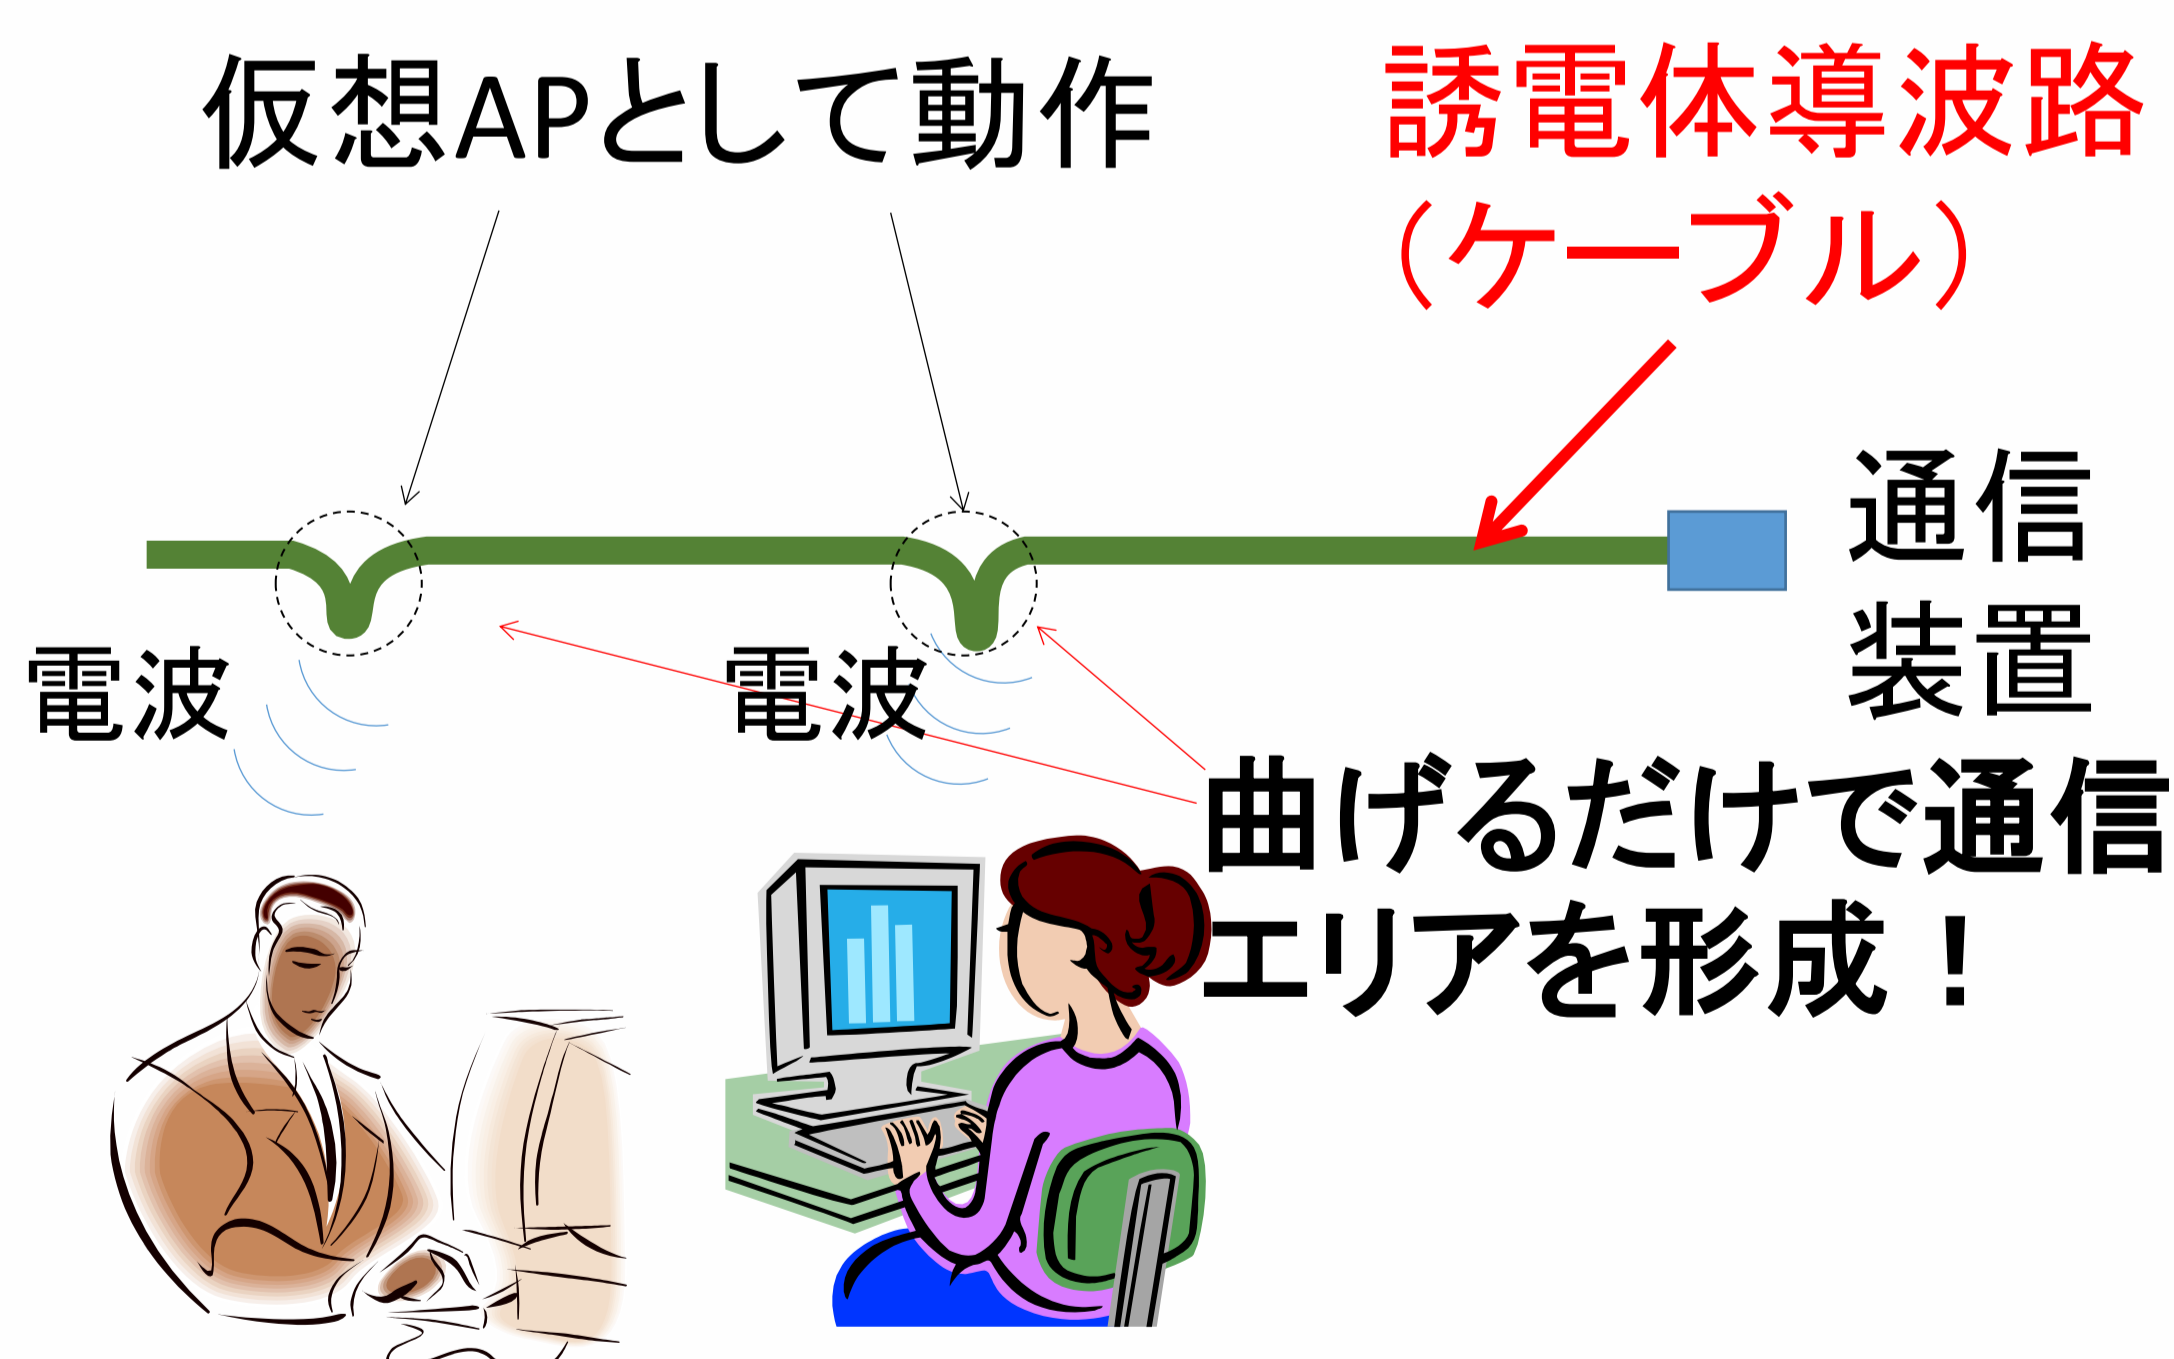 仮想APとして動作
誘電体導波路
（ケーブル）
通信
装置
電波
電波
曲げるだけで通信
エリアを形成！